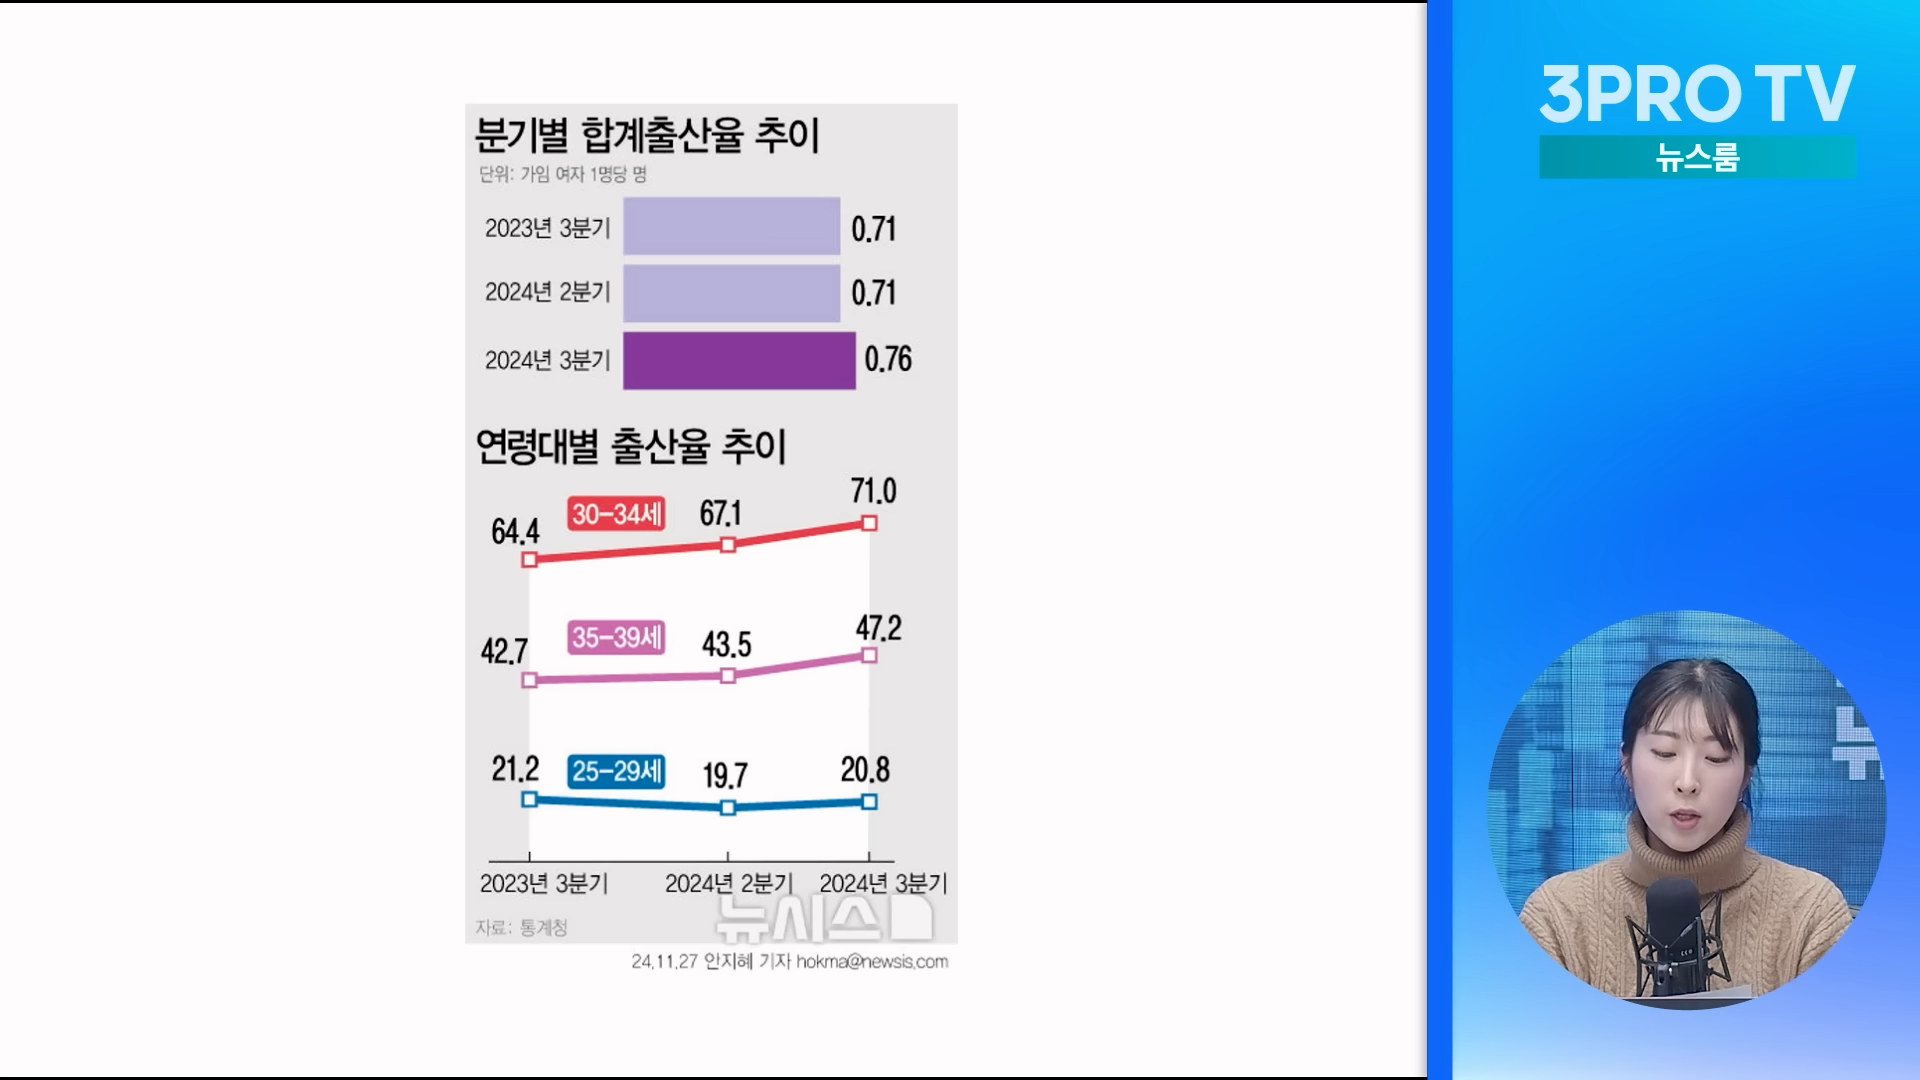 분기별 합계출산율 추이
단위: 가임 여자 1명당 명
2023년 3분기 0.71
2024년 2분기 0.71
2024년 3분기 0.76
연령대별 출산율 추이
30-34세
64.4 67.1 71.0
35-39세
42.7 43.5 47.2
25-29세
21.2 19.7 20.8
2023년 3분기 2024년 2분기 2024년 3분기
뉴시스
자료: 통계청
24.11.27 안지혜 기자 hokma@newsis.com
3PRO TV
뉴스룸